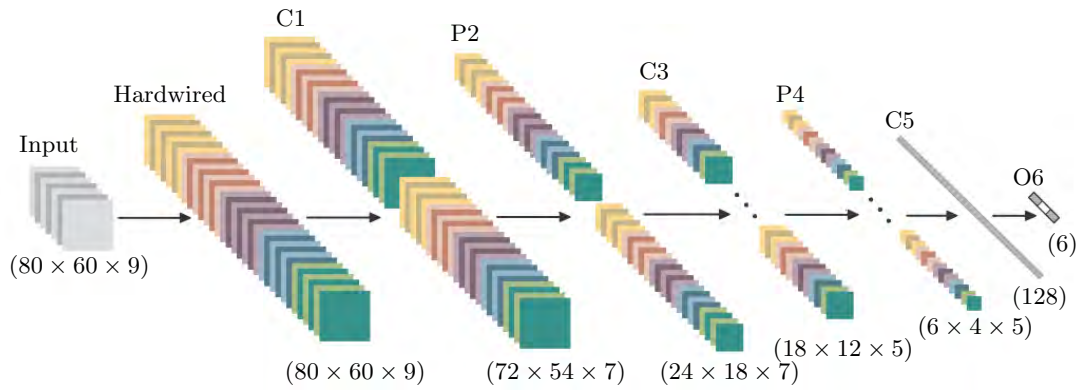 C1
P2
C3
P4
Hardwired
C5
Input
O6
(80 × 60 × 9)
(6)
(128)
(6 × 4 × 5)
(18 × 12 × 5)
(80 × 60 × 9)
(72 × 54 × 7)
(24 × 18 × 7)